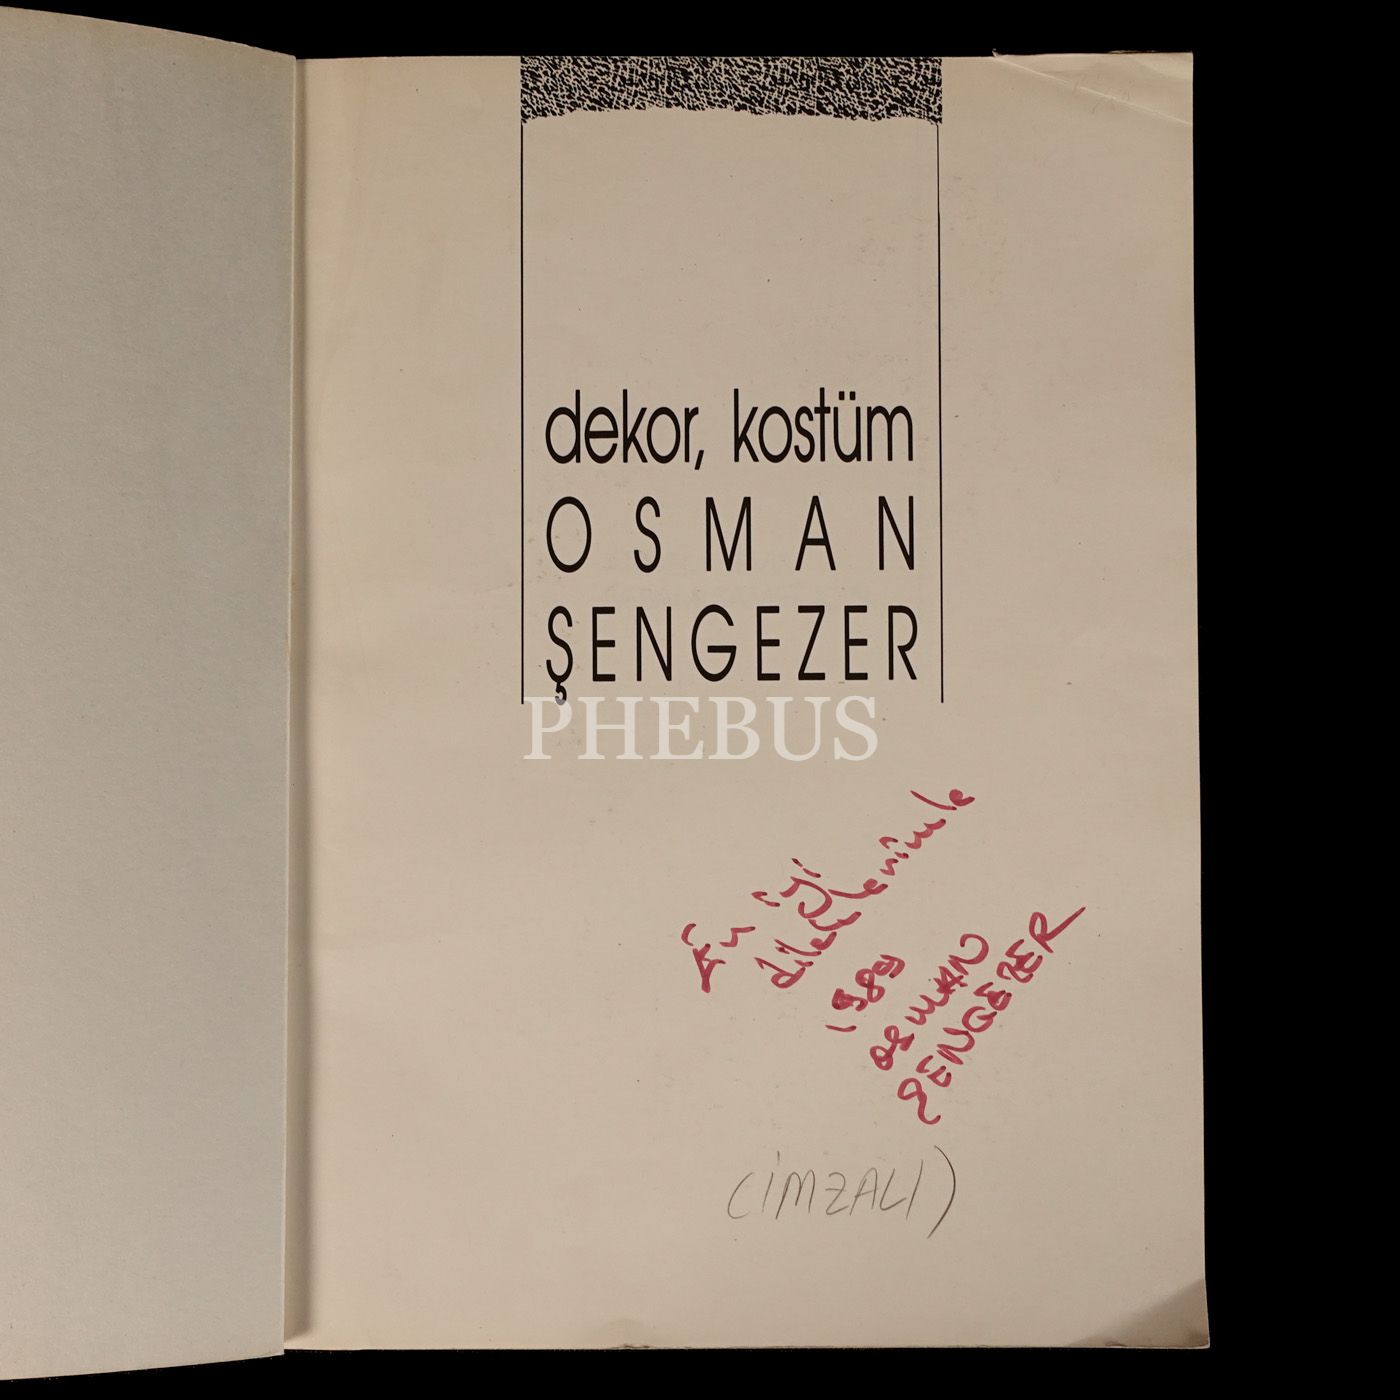 dekor, kostüm
OSMAN
ŞENGEZER
PHEBUS
En iyi
dileklerimle
1989
OSMAN
ŞENGEZER
(İMZALI)